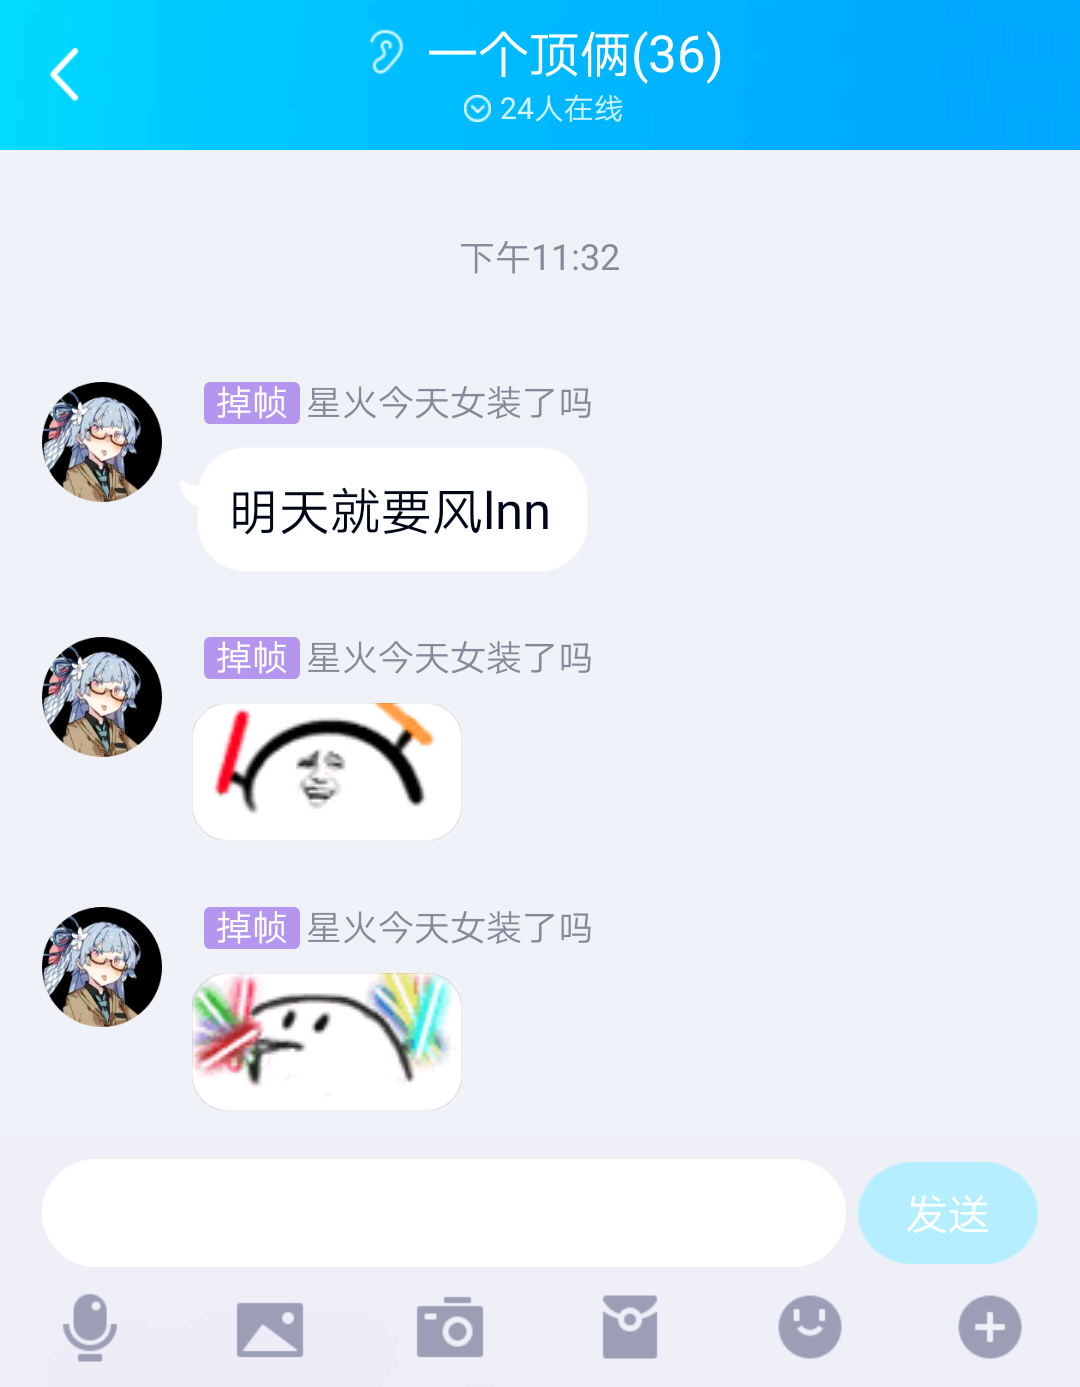 一个顶俩(36)
24人在线
下午11:32
掉帧 星火今天女装了吗
明天就要风lnn
掉帧 星火今天女装了吗
掉帧 星火今天女装了吗
发送